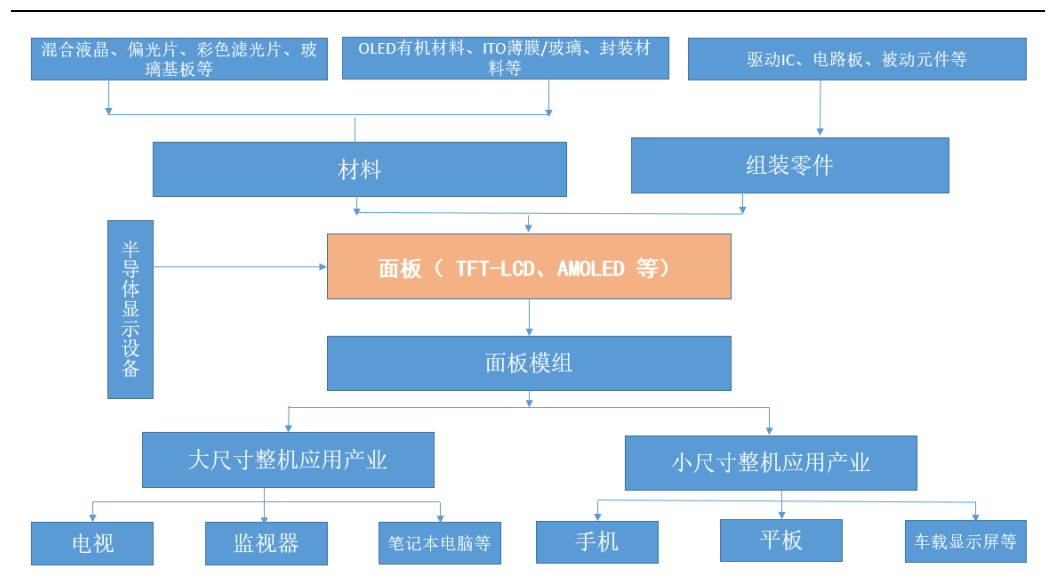 混合液晶、偏光片、彩色滤光片、玻
璃基板等
OLED有机材料、ITO薄膜/玻璃、封装材
料等
驱动IC、电路板、被动元件等
材料
组装零件
半导体显示设备
面板（ TFT-LCD、AMOLED 等）
面板模组
大尺寸整机应用产业
小尺寸整机应用产业
电视
监视器
笔记本电脑等
手机
平板
车载显示屏等